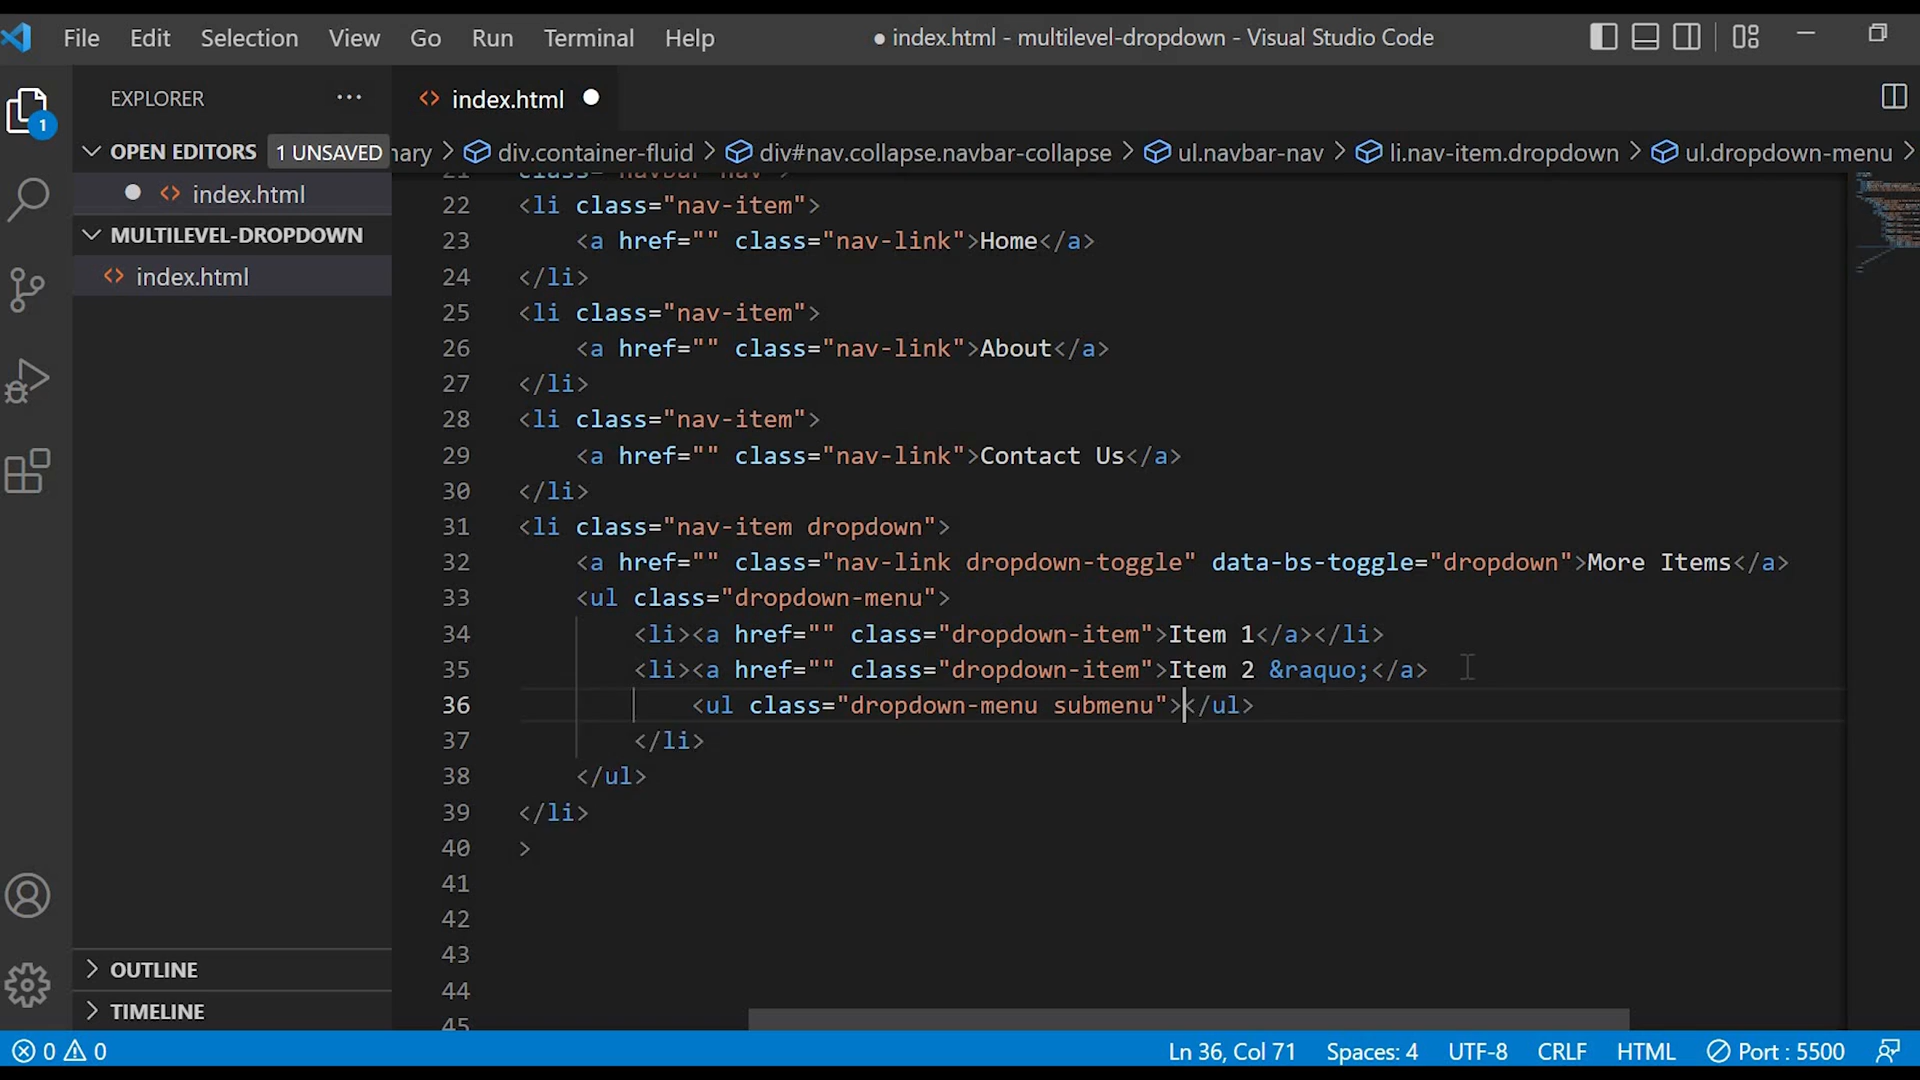 File Edit Selection View Go Run Terminal Help
● index.html - multilevel-dropdown - Visual Studio Code
EXPLORER ...
index.html ●
1
OPEN EDITORS 1 UNSAVED
nary > div.container-fluid > div#nav.collapse.navbar-collapse > ul.navbar-nav > li.nav-item.dropdown > ul.dropdown-menu >
● index.html
MULTILEVEL-DROPDOWN
index.html
21 class="navbar-nav">
22 <li class="nav-item">
23 <a href="" class="nav-link">Home</a>
24 </li>
25 <li class="nav-item">
26 <a href="" class="nav-link">About</a>
27 </li>
28 <li class="nav-item">
29 <a href="" class="nav-link">Contact Us</a>
30 </li>
31 <li class="nav-item dropdown">
32 <a href="" class="nav-link dropdown-toggle" data-bs-toggle="dropdown">More Items</a>
33 <ul class="dropdown-menu">
34 <li><a href="" class="dropdown-item">Item 1</a></li>
35 <li><a href="" class="dropdown-item">Item 2 &raquo;</a>
36 <ul class="dropdown-menu submenu"></ul>
37 </li>
38 </ul>
39 </li>
40 >
41
42
43
44
45
OUTLINE
TIMELINE
0 0
Ln 36, Col 71 Spaces: 4 UTF-8 CRLF HTML Port : 5500